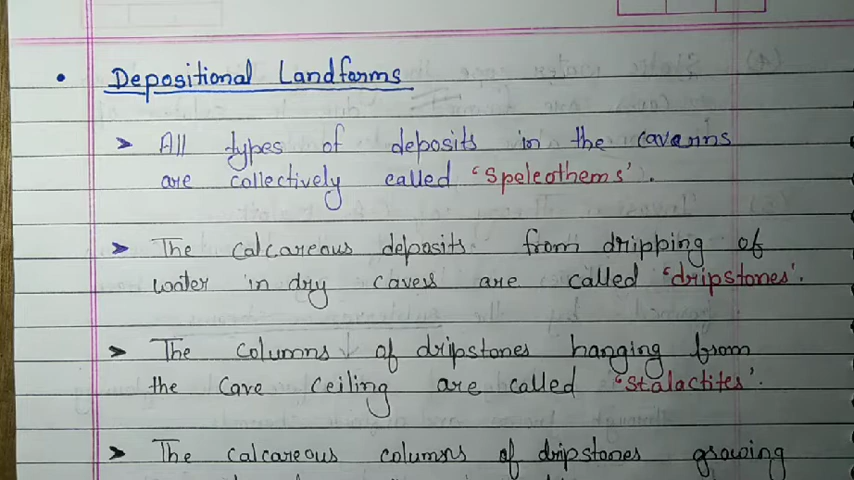 • Depositional Landforms
➤ All types of deposits in the caverns
are collectively called 'Speleothems'.
➤ The calcareous deposits from dripping of
water in dry caves are called 'dripstones'.
➤ The columns of dripstones hanging from
the cave ceiling are called 'stalactites'.
➤ The calcareous columns of dripstones growing